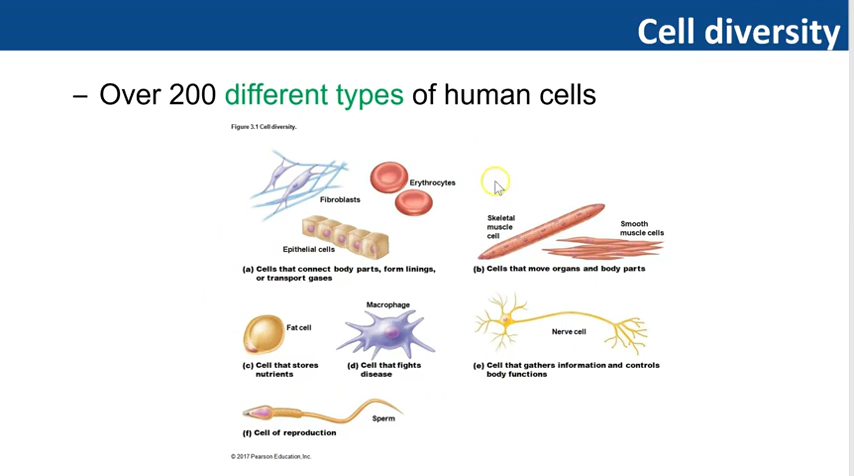 Cell diversity
– Over 200 different types of human cells
Figure 3.1 Cell diversity.
Erythrocytes
Fibroblasts
Epithelial cells
(a) Cells that connect body parts, form linings,
or transport gases
Skeletal
muscle
cell
Smooth
muscle cells
(b) Cells that move organs and body parts
Fat cell
(c) Cell that stores
nutrients
Macrophage
(d) Cell that fights
disease
Nerve cell
(e) Cell that gathers information and controls
body functions
Sperm
(f) Cell of reproduction
© 2017 Pearson Education, Inc.